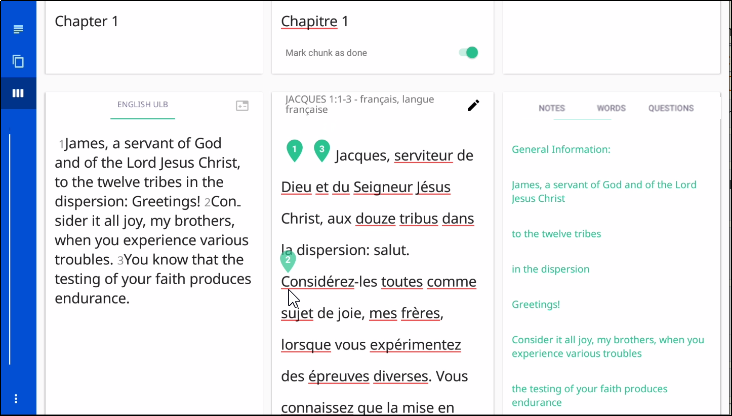 Chapter 1
Chapitre 1
Mark chunk as done
ENGLISH ULB
1James, a servant of God
and of the Lord Jesus Christ,
to the twelve tribes in the
dispersion: Greetings! 2Con_
sider it all joy, my brothers,
when you experience various
troubles. 3You know that the
testing of your faith produces
endurance.
JACQUES 1:1-3 - français, langue
française
1 3 Jacques, serviteur de
Dieu et du Seigneur Jésus
Christ, aux douze tribus dans
la dispersion: salut.
2
Considérez-les toutes comme
sujet de joie, mes frères,
lorsque vous expérimentez
des épreuves diverses. Vous
connaissez que la mise en
NOTES WORDS QUESTIONS
General Information:
James, a servant of God and of the Lord
Jesus Christ
to the twelve tribes
in the dispersion
Greetings!
Consider it all joy, my brothers, when you
experience various troubles
the testing of your faith produces
endurance